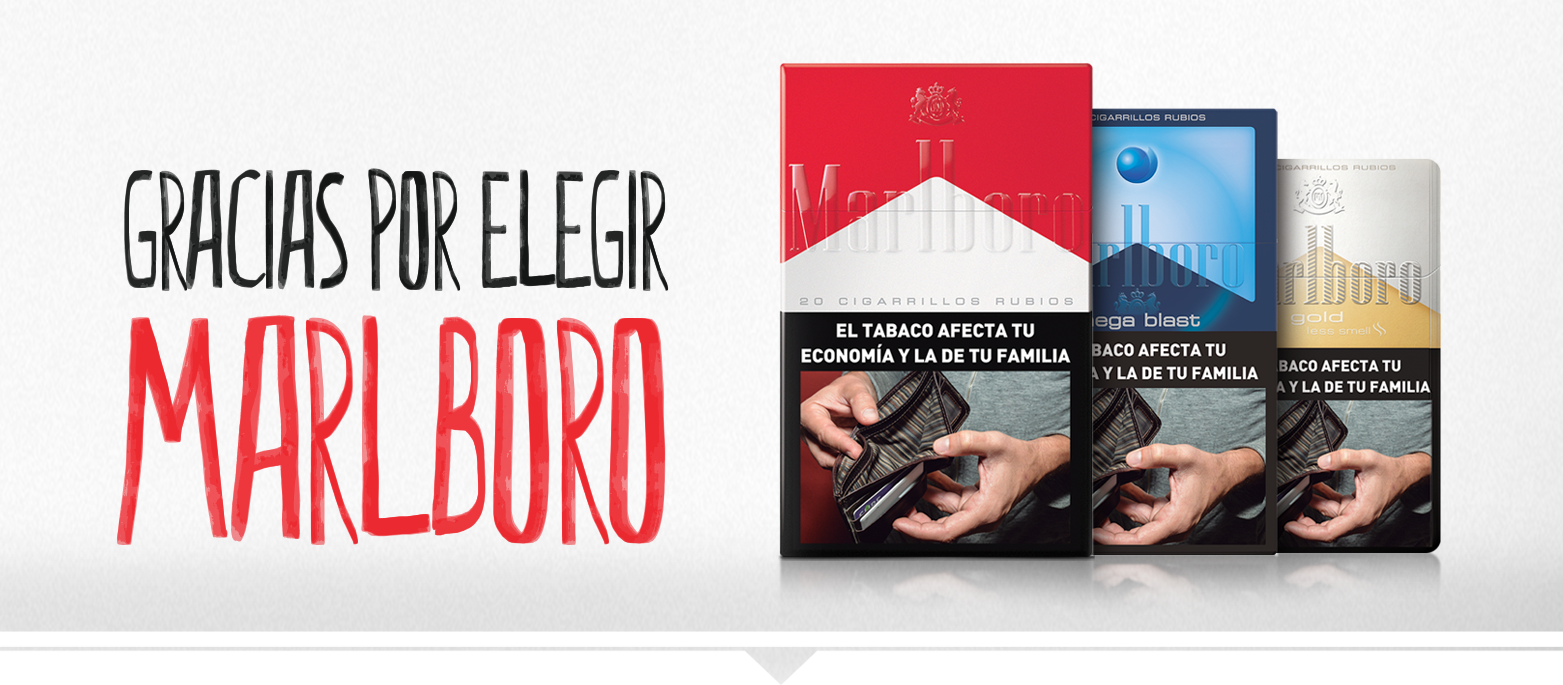 GRACIAS POR ELEGIR
MARLBORO
Marlboro
20 CIGARRILLOS RUBIOS
EL TABACO AFECTA TU
ECONOMÍA Y LA DE TU FAMILIA
CIGARRILLOS RUBIOS
arlboro
ega blast
BACO AFECTA TU
A Y LA DE TU FAMILIA
CIGARRILLOS RUBIOS
arlboro
gold
less smell
BACO AFECTA TU
A Y LA DE TU FAMILIA